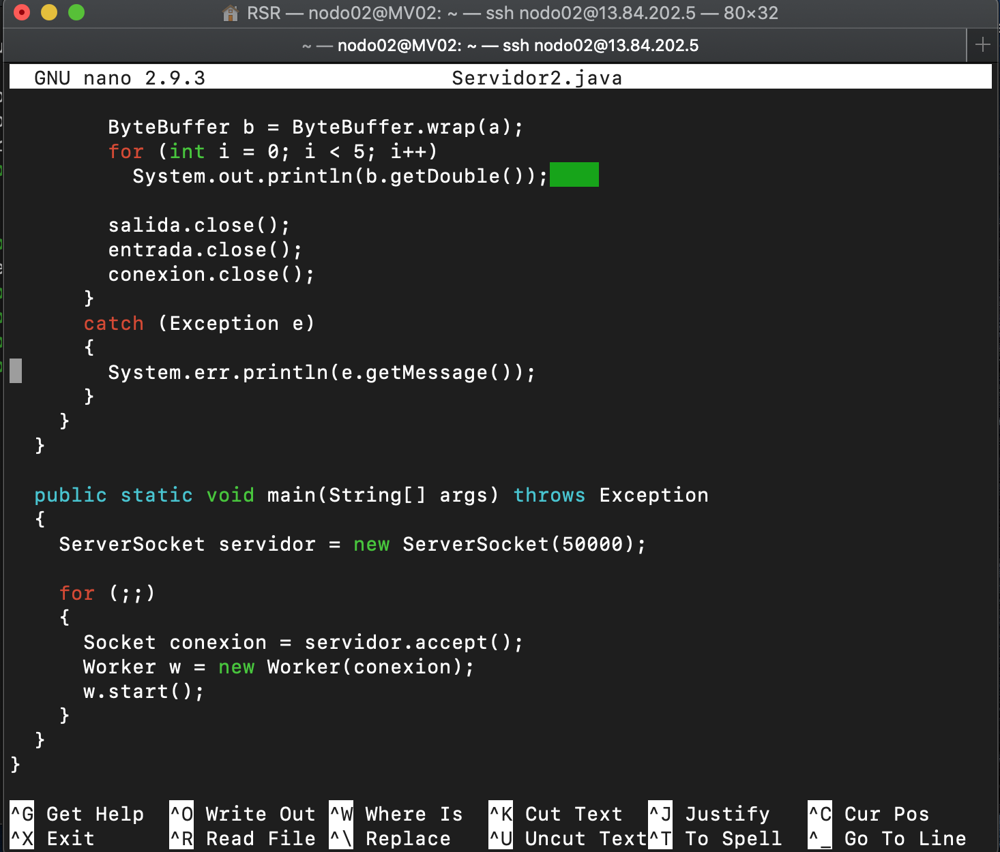 RSR — nodo02@MV02: ~ — ssh nodo02@13.84.202.5 — 80×32
~ — nodo02@MV02: ~ — ssh nodo02@13.84.202.5
GNU nano 2.9.3 Servidor2.java
ByteBuffer b = ByteBuffer.wrap(a);
for (int i = 0; i < 5; i++)
System.out.println(b.getDouble());
salida.close();
entrada.close();
conexion.close();
}
catch (Exception e)
{
System.err.println(e.getMessage());
}
}
}
public static void main(String[] args) throws Exception
{
ServerSocket servidor = new ServerSocket(50000);
for (;;)
{
Socket conexion = servidor.accept();
Worker w = new Worker(conexion);
w.start();
}
}
}
^G Get Help ^O Write Out ^W Where Is ^K Cut Text ^J Justify ^C Cur Pos
^X Exit ^R Read File ^\ Replace ^U Uncut Text ^T To Spell ^_ Go To Line